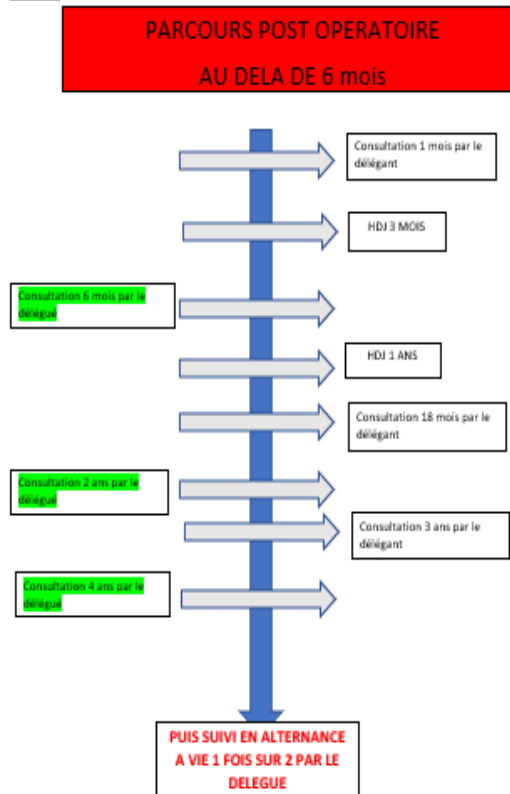 PARCOURS POST OPERATOIRE
AU DELA DE 6 mois
Consultation 1 mois par le
délégant
HDJ 3 MOIS
Consultation 6 mois par le
délégué
HDJ 1 ANS
Consultation 18 mois par le
délégant
Consultation 2 ans par le
délégué
Consultation 3 ans par le
délégant
Consultation 4 ans par le
délégué
PUIS SUIVI EN ALTERNANCE
A VIE 1 FOIS SUR 2 PAR LE
DELEGUE